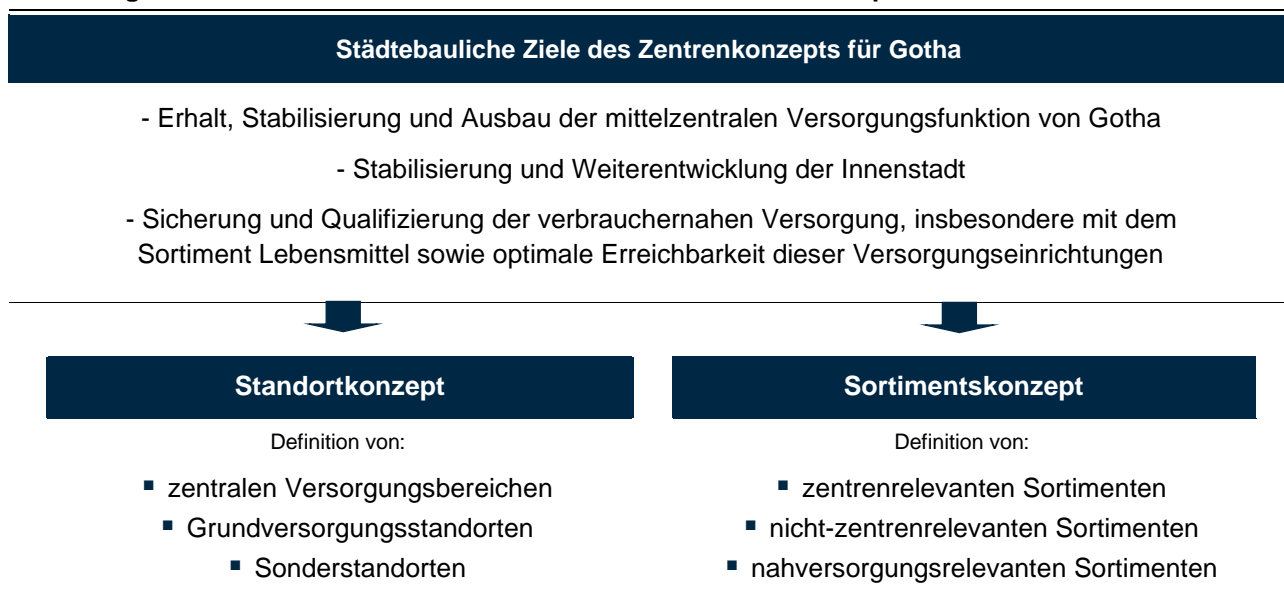 Städtebauliche Ziele des Zentrenkonzepts für Gotha
- Erhalt, Stabilisierung und Ausbau der mittelzentralen Versorgungsfunktion von Gotha
- Stabilisierung und Weiterentwicklung der Innenstadt
- Sicherung und Qualifizierung der verbrauchernahen Versorgung, insbesondere mit dem
Sortiment Lebensmittel sowie optimale Erreichbarkeit dieser Versorgungseinrichtungen
Standortkonzept
Definition von:
▪ zentralen Versorgungsbereichen
▪ Grundversorgungsstandorten
▪ Sonderstandorten
Sortimentskonzept
Definition von:
▪ zentrenrelevanten Sortimenten
▪ nicht-zentrenrelevanten Sortimenten
▪ nahversorgungsrelevanten Sortimenten